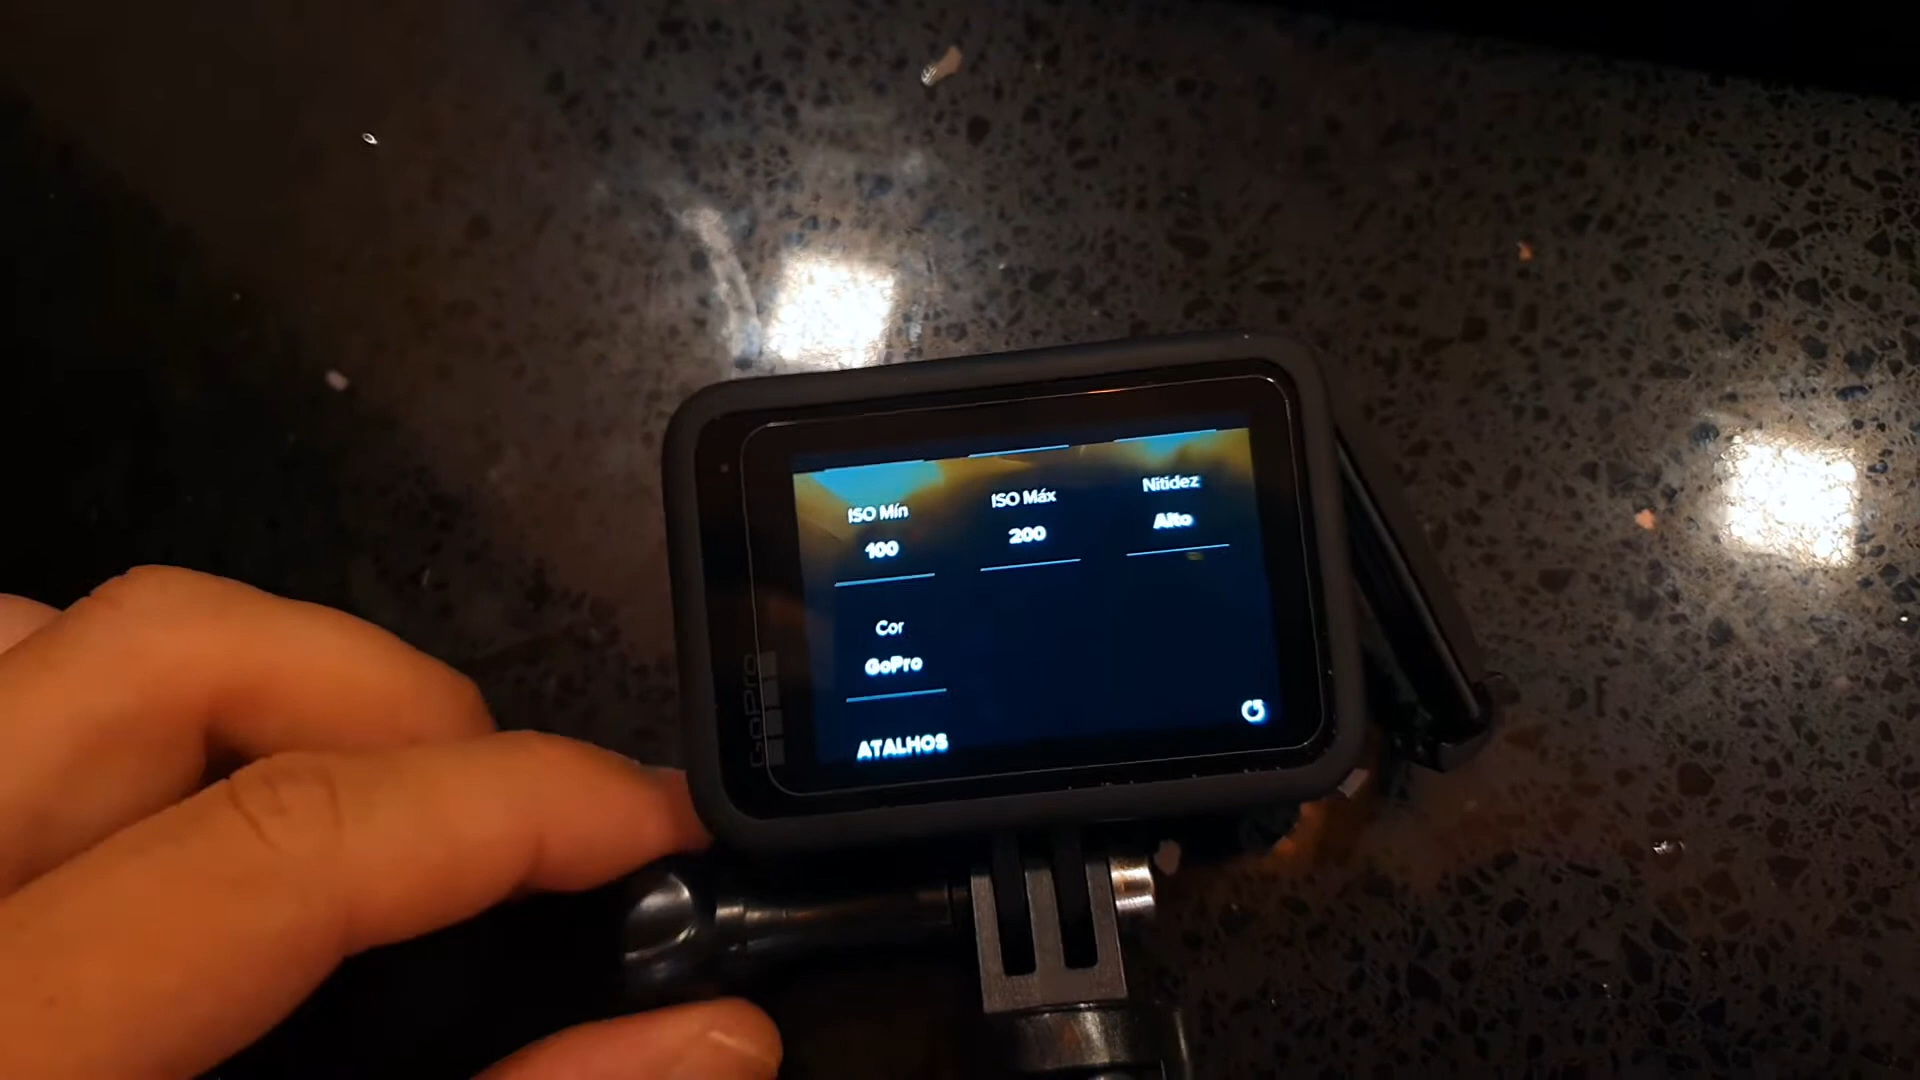 ISO Mín
100
ISO Máx
200
Nitidez
Alto
Cor
GoPro
ATALHOS
GoPro